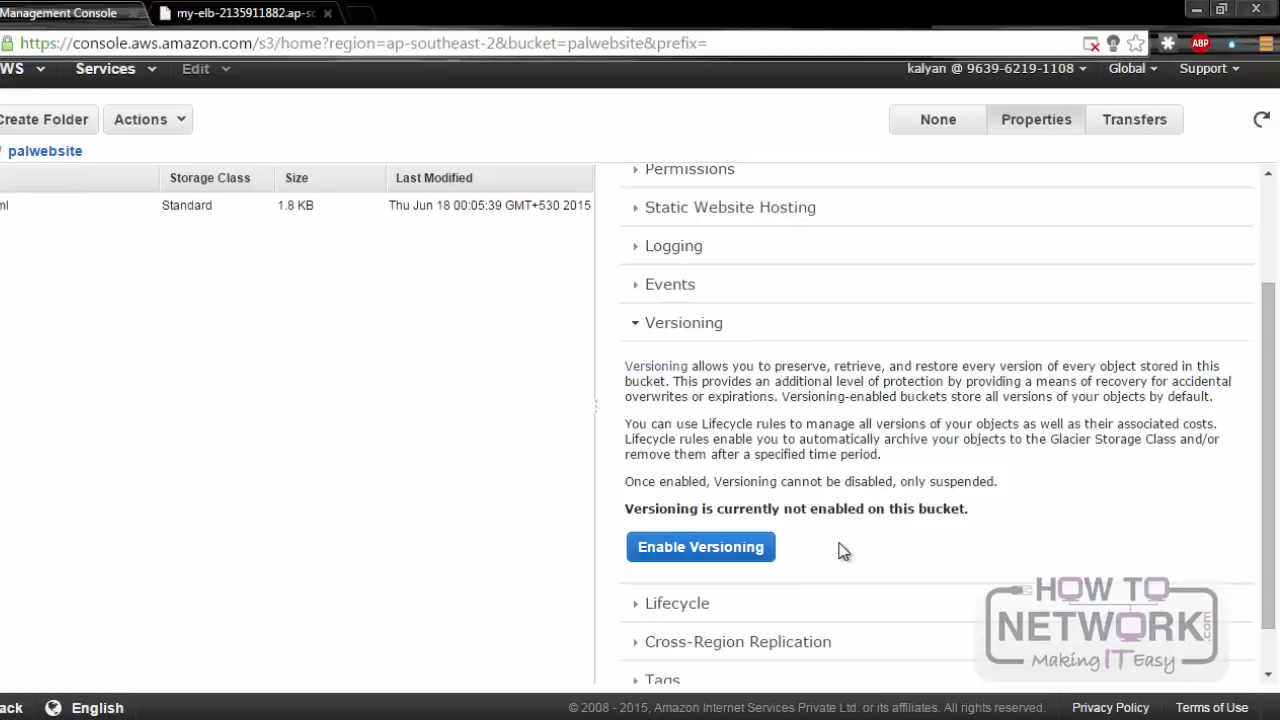 Management Console
my-elb-2135911882.ap-sc
https://console.aws.amazon.com/s3/home?region=ap-southeast-2&bucket=palwebsite&prefix=
ABP
WS Services Edit kalyan @ 9639-6219-1108 Global Support
Create Folder Actions None Properties Transfers
/ palwebsite
Storage Class Size Last Modified
ml Standard 1.8 KB Thu Jun 18 00:05:39 GMT+530 2015
Permissions
Static Website Hosting
Logging
Events
Versioning
Versioning allows you to preserve, retrieve, and restore every version of every object stored in this
bucket. This provides an additional level of protection by providing a means of recovery for accidental
overwrites or expirations. Versioning-enabled buckets store all versions of your objects by default.
You can use Lifecycle rules to manage all versions of your objects as well as their associated costs.
Lifecycle rules enable you to automatically archive your objects to the Glacier Storage Class and/or
remove them after a specified time period.
Once enabled, Versioning cannot be disabled, only suspended.
Versioning is currently not enabled on this bucket.
Enable Versioning
Lifecycle
Cross-Region Replication
Tags
HOW TO
NETWORK.com
Making IT Easy
ack English © 2008 - 2015, Amazon Internet Services Private Ltd. or its affiliates. All rights reserved. Privacy Policy Terms of Use